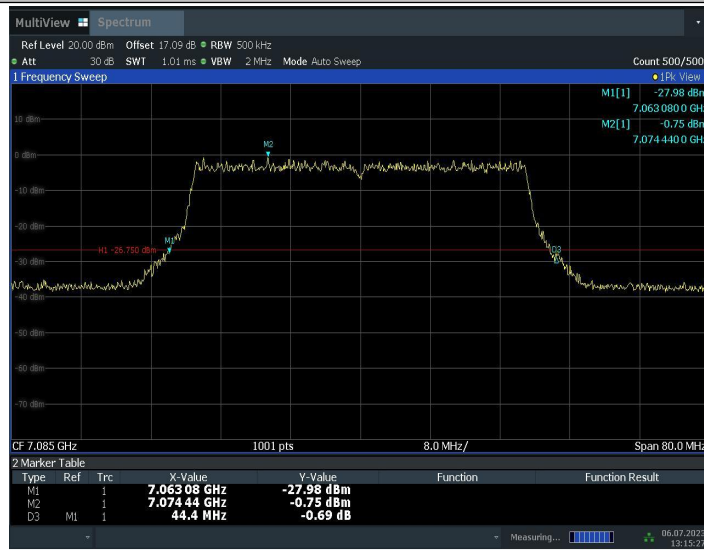 MultiView Spectrum
Ref Level 20.00 dBm Offset 17.09 dB RBW 500 kHz
Att 30 dB SWT 1.01 ms VBW 2 MHz Mode Auto Sweep Count 500/500
1 Frequency Sweep 1Pk View
M1[1] -27.98 dBm
7.063 080 0 GHz
10 dBm
M2[1] -0.75 dBm
7.074 440 0 GHz
M2
0 dBm
-10 dBm
-20 dBm
M1
H1 -26.750 dBm
D3
-30 dBm
-40 dBm
-50 dBm
-60 dBm
-70 dBm
CF 7.085 GHz 1001 pts 8.0 MHz/ Span 80.0 MHz
2 Marker Table
Type Ref Trc X-Value Y-Value Function Function Result
M1 1 7.063 08 GHz -27.98 dBm
M2 1 7.074 44 GHz -0.75 dBm
D3 M1 1 44.4 MHz -0.69 dB
Measuring... 06.07.2023
13:15:27